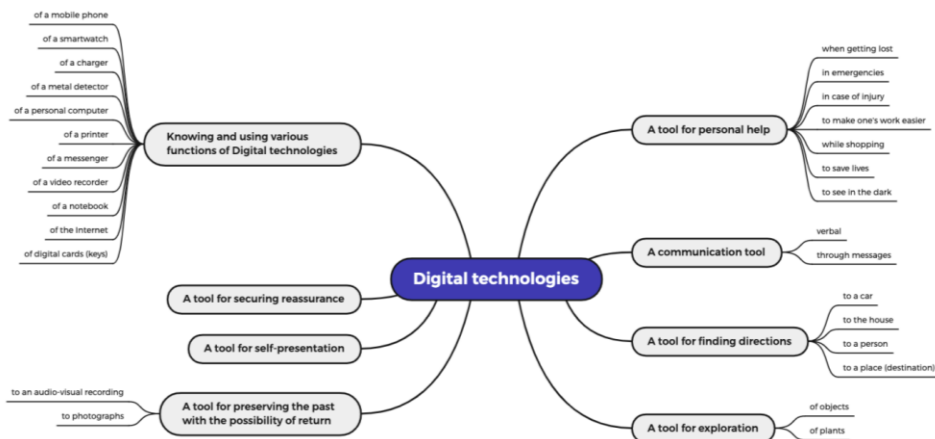 of a mobile phone
of a smartwatch
of a charger
of a metal detector
of a personal computer
of a printer
of a messenger
of a video recorder
of a notebook
of the Internet
of digital cards (keys)
Knowing and using various
functions of Digital technologies
A tool for securing reassurance
A tool for self-presentation
to an audio-visual recording
to photographs
A tool for preserving the past
with the possibility of return
Digital technologies
A tool for personal help
when getting lost
in emergencies
in case of injury
to make one's work easier
while shopping
to save lives
to see in the dark
A communication tool
verbal
through messages
A tool for finding directions
to a car
to the house
to a person
to a place (destination)
A tool for exploration
of objects
of plants